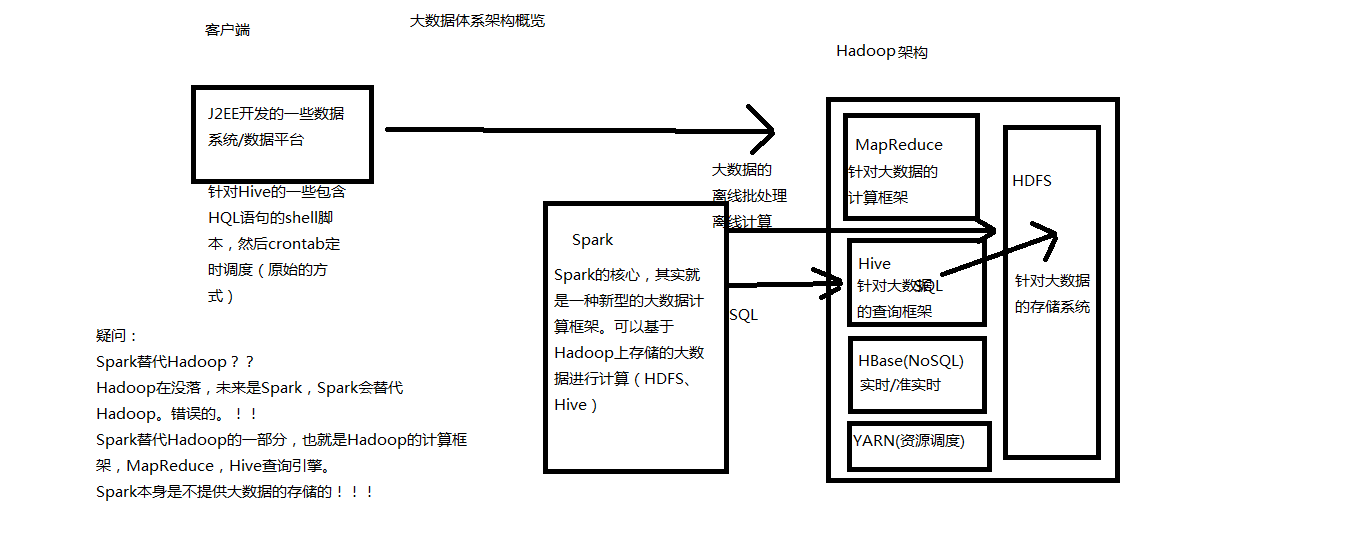 大数据体系架构概览
客户端
Hadoop架构
J2EE开发的一些数据
系统/数据平台
针对Hive的一些包含
HQL语句的shell脚
本，然后crontab定
时调度（原始的方
式）
疑问：
Spark替代Hadoop？？
Hadoop在没落，未来是Spark，Spark会替代
Hadoop。错误的。！！
Spark替代Hadoop的一部分，也就是Hadoop的计算框
架，MapReduce，Hive查询引擎。
Spark本身是不提供大数据的存储的！！！
Spark
Spark的核心，其实就
是一种新型的大数据计
算框架。可以基于
Hadoop上存储的大数
据进行计算（HDFS、
Hive）
大数据的
离线批处理
离线计算
SQL
MapReduce
针对大数据的
计算框架
Hive
针对大数据
SQL
的查询框架
HBase(NoSQL)
实时/准实时
YARN(资源调度)
HDFS
针对大数据
的存储系统